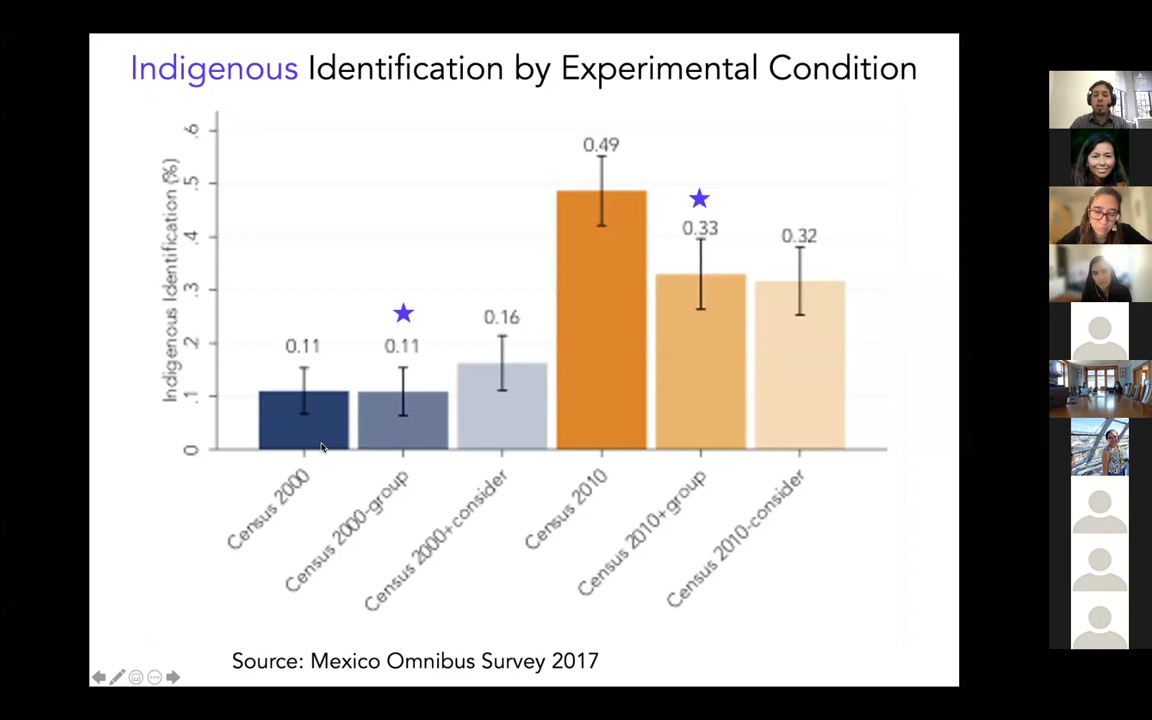 Indigenous Identification by Experimental Condition
Indigenous Identification (%)
.6
.5
.4
.3
.2
.1
0
0.11
0.11
0.16
0.49
0.33
0.32
Census 2000
Census 2000-group
Census 2000+consider
Census 2010
Census 2010+group
Census 2010-consider
Source: Mexico Omnibus Survey 2017